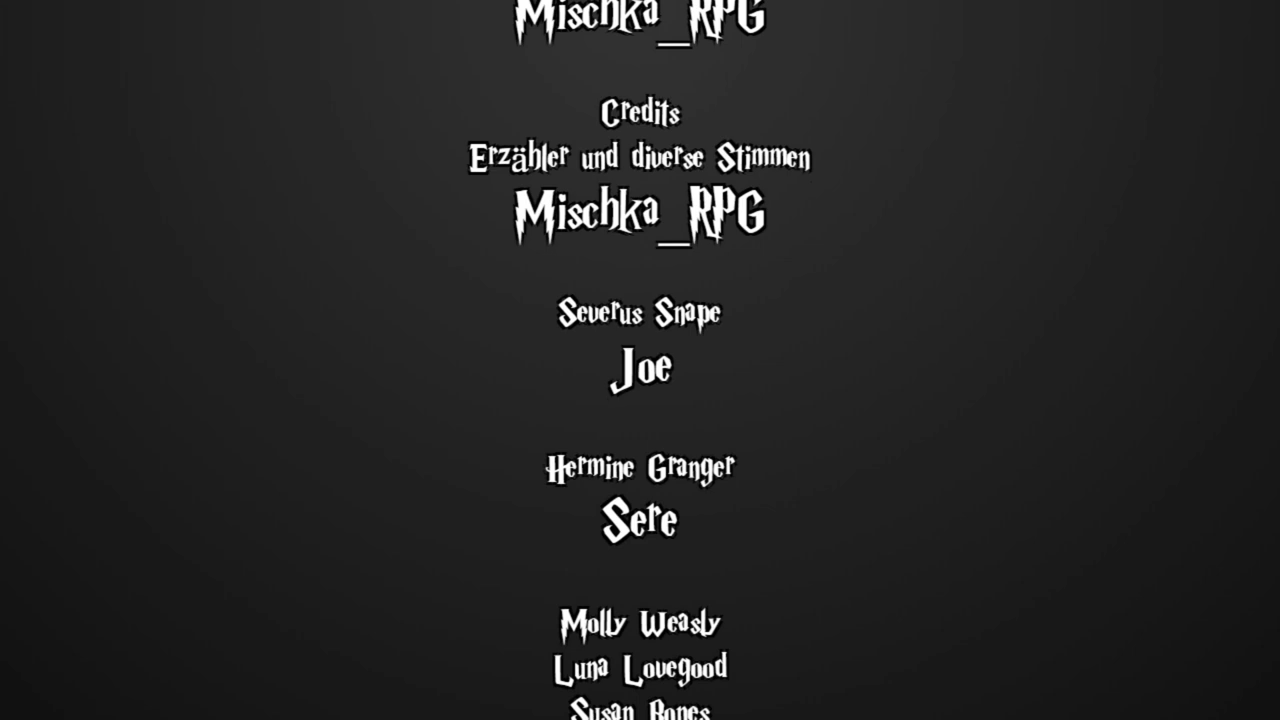 Mischka_RPG
Credits
Erzähler und diverse Stimmen
Mischka_RPG
Severus Snape
Joe
Hermine Granger
Sere
Molly Weasly
Luna Lovegood
Susan Bones